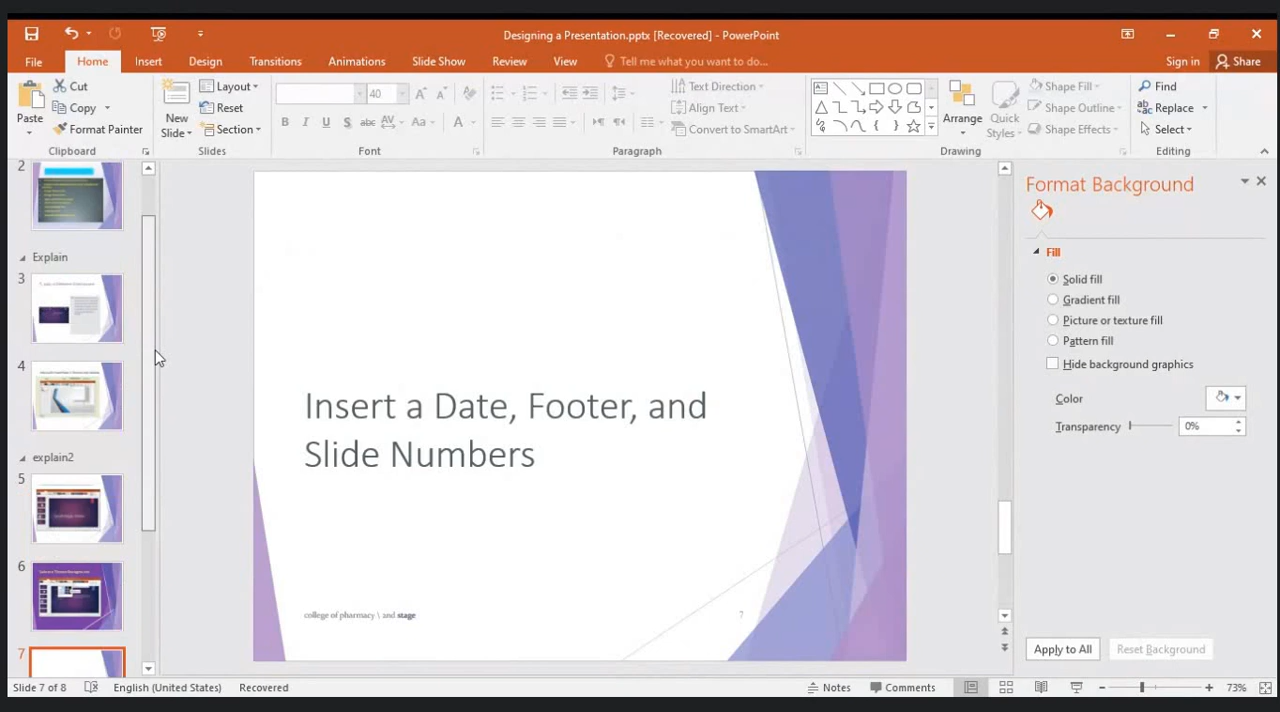 Designing a Presentation.pptx [Recovered] - PowerPoint
File Home Insert Design Transitions Animations Slide Show Review View Tell me what you want to do... Sign in Share
Paste
Cut
Copy
Format Painter
Clipboard
New
Slide
Layout
Reset
Section
Slides
40
B I U S abc AV Aa A
Font
Text Direction
Align Text
Convert to SmartArt
Paragraph
Arrange
Quick
Styles
Shape Fill
Shape Outline
Shape Effects
Drawing
Find
Replace
Select
Editing
2
Explain
3
4
explain2
5
6
7
Insert a Date, Footer, and
Slide Numbers
college of pharmacy \ 2nd stage
7
Format Background
Fill
Solid fill
Gradient fill
Picture or texture fill
Pattern fill
Hide background graphics
Color
Transparency
0%
Apply to All
Reset Background
Slide 7 of 8 English (United States) Recovered Notes Comments 73%